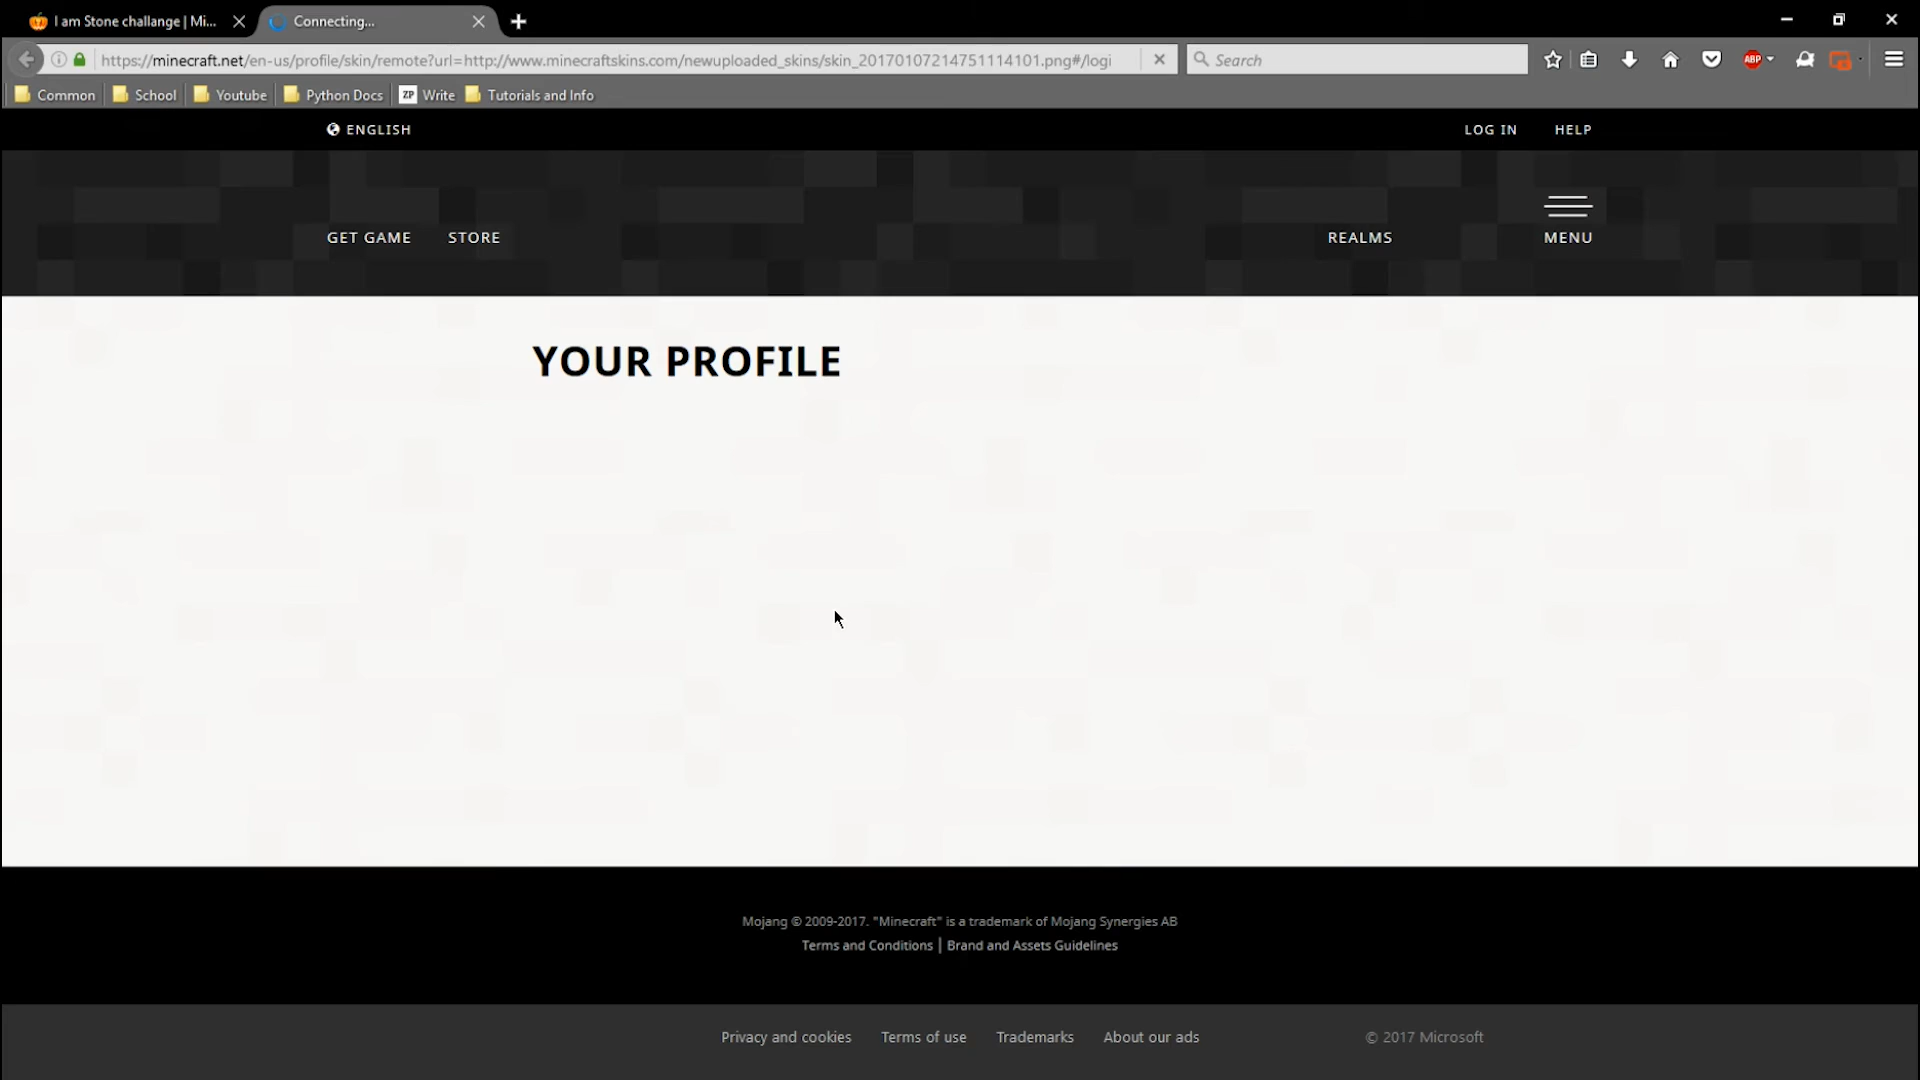 I am Stone challange | Mi...
Connecting...
https://minecraft.net/en-us/profile/skin/remote?url=http://www.minecraftskins.com/newuploaded_skins/skin_20170107214751114101.png#/logi
Search
ABP
Common
School
Youtube
Python Docs
ZP Write
Tutorials and Info
ENGLISH
LOG IN
HELP
GET GAME
STORE
REALMS
MENU
YOUR PROFILE
Mojang © 2009-2017. "Minecraft" is a trademark of Mojang Synergies AB
Terms and Conditions | Brand and Assets Guidelines
Privacy and cookies
Terms of use
Trademarks
About our ads
© 2017 Microsoft